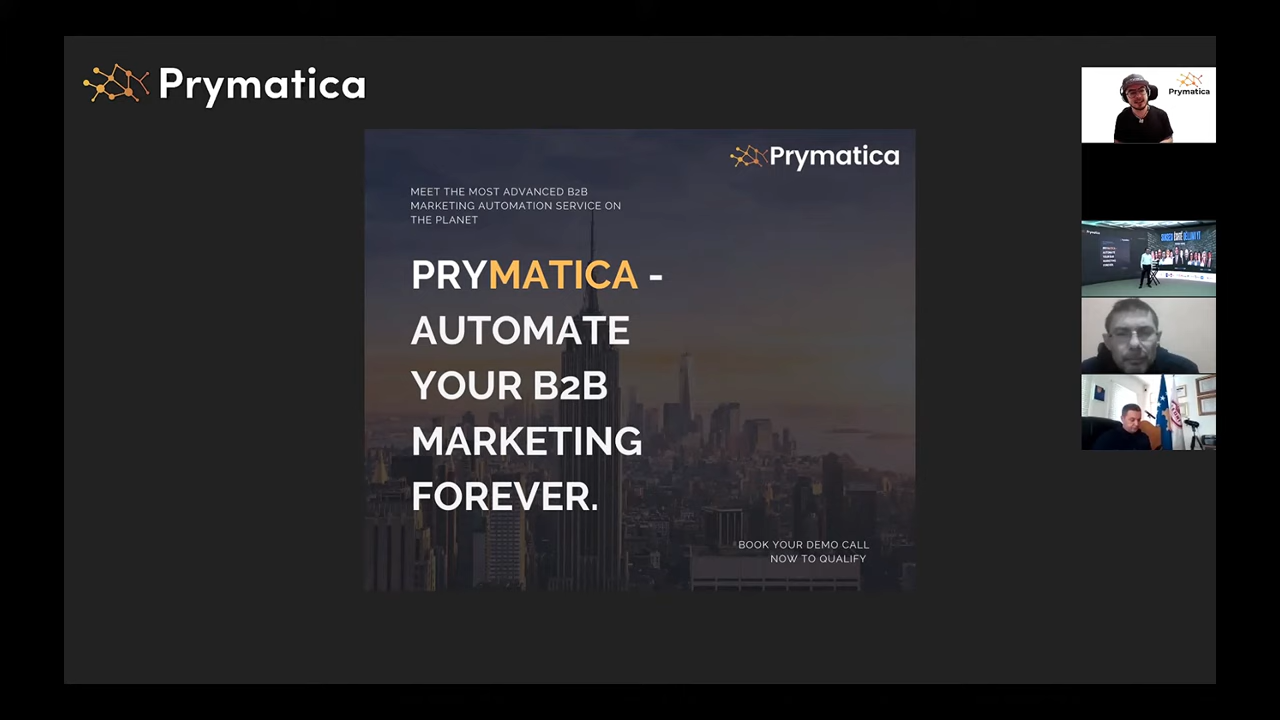 Prymatica
Prymatica
MEET THE MOST ADVANCED B2B
MARKETING AUTOMATION SERVICE ON
THE PLANET
PRYMATICA -
AUTOMATE
YOUR B2B
MARKETING
FOREVER.
BOOK YOUR DEMO CALL
NOW TO QUALIFY
Prymatica